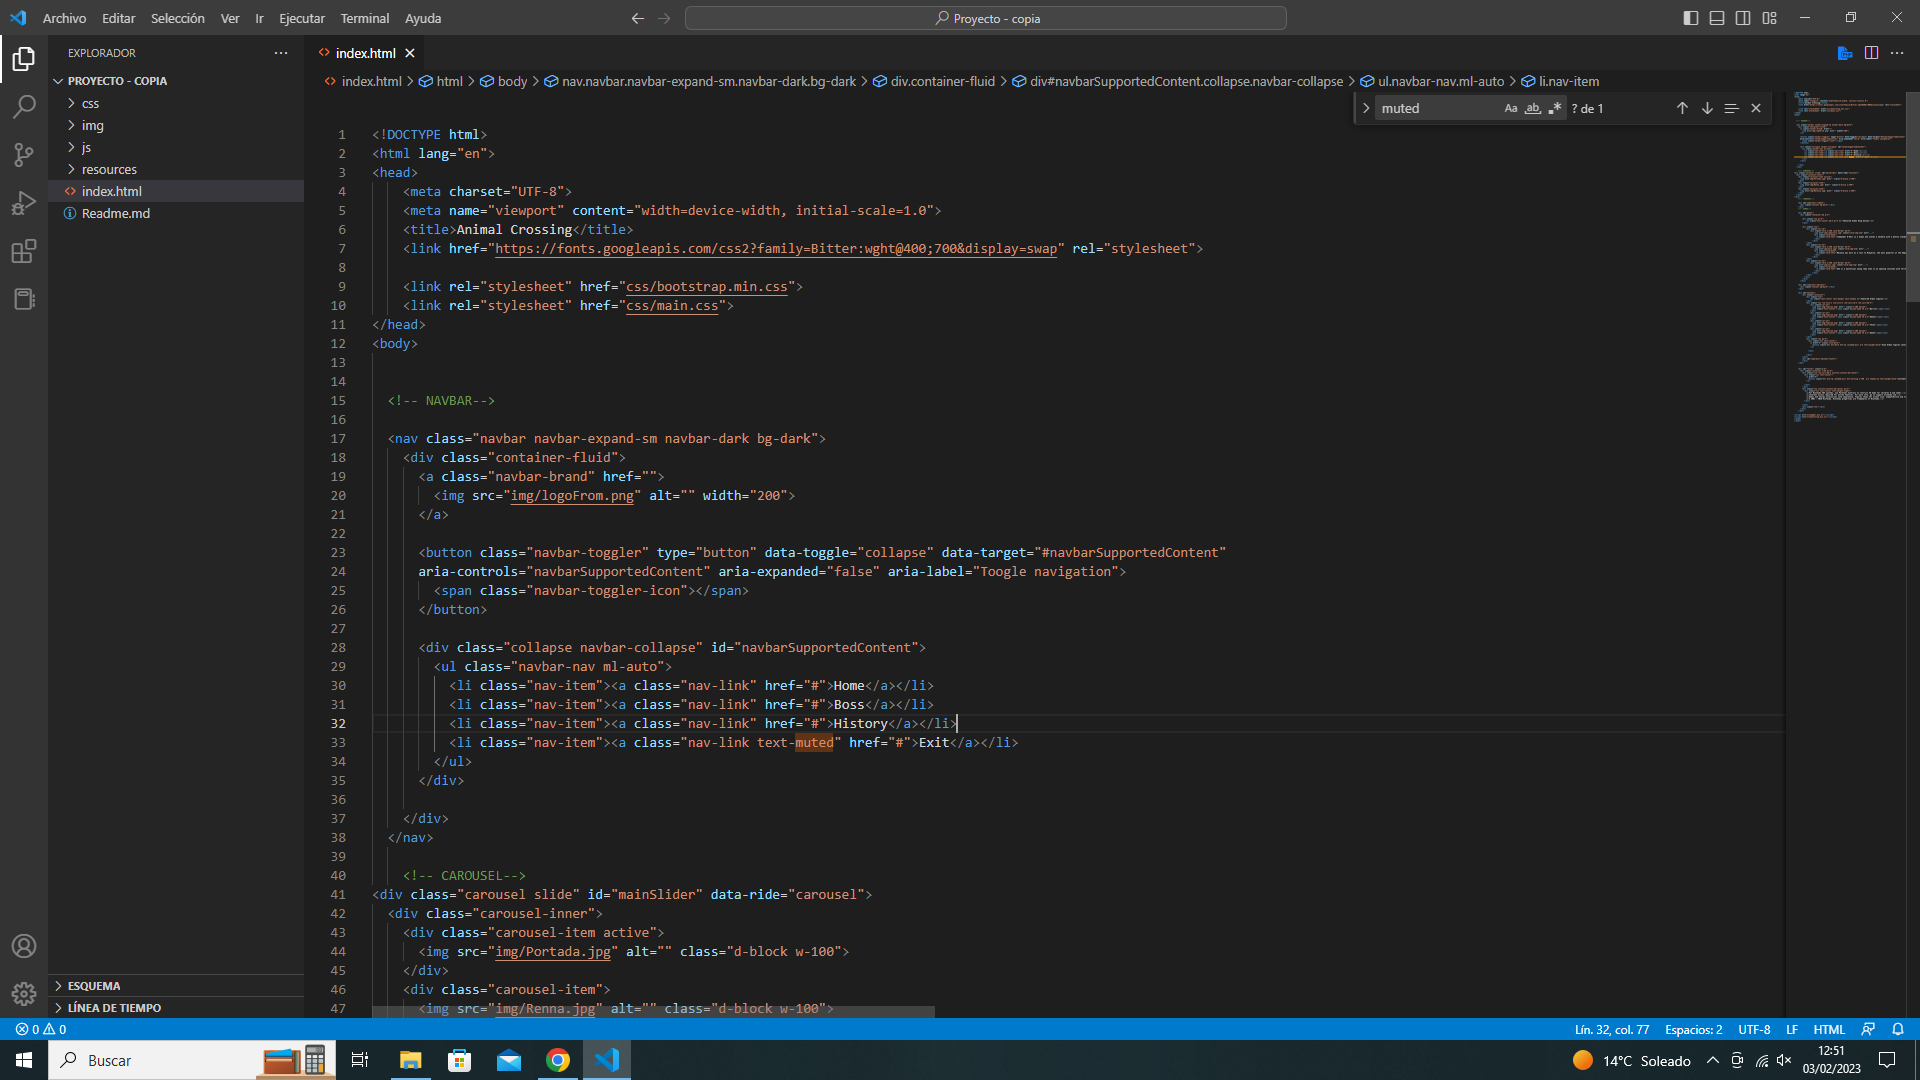 Archivo Editar Selección Ver Ir Ejecutar Terminal Ayuda
Proyecto - copia
EXPLORADOR
index.html
PROYECTO - COPIA
css
img
js
resources
index.html
Readme.md
ESQUEMA
LÍNEA DE TIEMPO
index.html > html > body > nav.navbar.navbar-expand-sm.navbar-dark.bg-dark > div.container-fluid > div#navbarSupportedContent.collapse.navbar-collapse > ul.navbar-nav.ml-auto > li.nav-item
muted Aa ab .* ? de 1
1 <!DOCTYPE html>
2 <html lang="en">
3 <head>
4 <meta charset="UTF-8">
5 <meta name="viewport" content="width=device-width, initial-scale=1.0">
6 <title>Animal Crossing</title>
7 <link href="https://fonts.googleapis.com/css2?family=Bitter:wght@400;700&display=swap" rel="stylesheet">
8
9 <link rel="stylesheet" href="css/bootstrap.min.css">
10 <link rel="stylesheet" href="css/main.css">
11 </head>
12 <body>
13
14
15 <!-- NAVBAR-->
16
17 <nav class="navbar navbar-expand-sm navbar-dark bg-dark">
18 <div class="container-fluid">
19 <a class="navbar-brand" href="">
20 <img src="img/logoFrom.png" alt="" width="200">
21 </a>
22
23 <button class="navbar-toggler" type="button" data-toggle="collapse" data-target="#navbarSupportedContent"
24 aria-controls="navbarSupportedContent" aria-expanded="false" aria-label="Toogle navigation">
25 <span class="navbar-toggler-icon"></span>
26 </button>
27
28 <div class="collapse navbar-collapse" id="navbarSupportedContent">
29 <ul class="navbar-nav ml-auto">
30 <li class="nav-item"><a class="nav-link" href="#">Home</a></li>
31 <li class="nav-item"><a class="nav-link" href="#">Boss</a></li>
32 <li class="nav-item"><a class="nav-link" href="#">History</a></li>
33 <li class="nav-item"><a class="nav-link text-muted" href="#">Exit</a></li>
34 </ul>
35 </div>
36
37 </div>
38 </nav>
39
40 <!-- CAROUSEL-->
41 <div class="carousel slide" id="mainSlider" data-ride="carousel">
42 <div class="carousel-inner">
43 <div class="carousel-item active">
44 <img src="img/Portada.jpg" alt="" class="d-block w-100">
45 </div>
46 <div class="carousel-item">
47 <img src="img/Renna.jpg" alt="" class="d-block w-100">
0 0 Lín. 32, col. 77 Espacios: 2 UTF-8 LF HTML
Buscar
14°C Soleado
12:51
03/02/2023